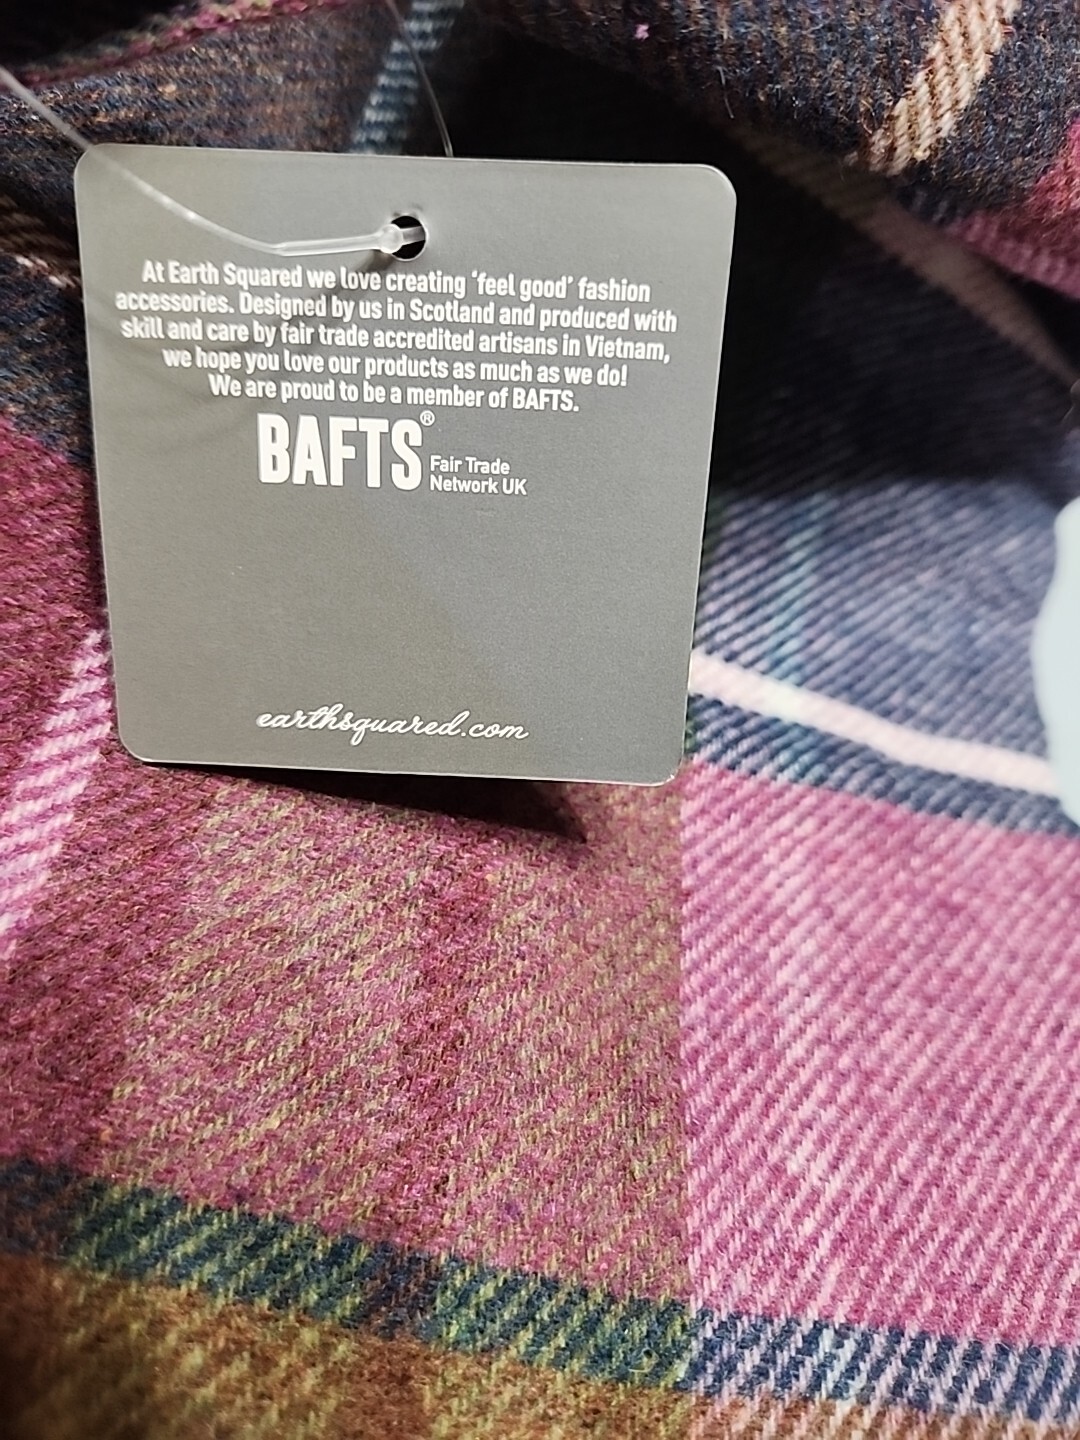 At Earth Squared we love creating ‘feel good’ fashion
accessories. Designed by us in Scotland and produced with
skill and care by fair trade accredited artisans in Vietnam,
we hope you love our products as much as we do!
We are proud to be a member of BAFTS.
BAFTS®
Fair Trade
Network UK
earthsquared.com